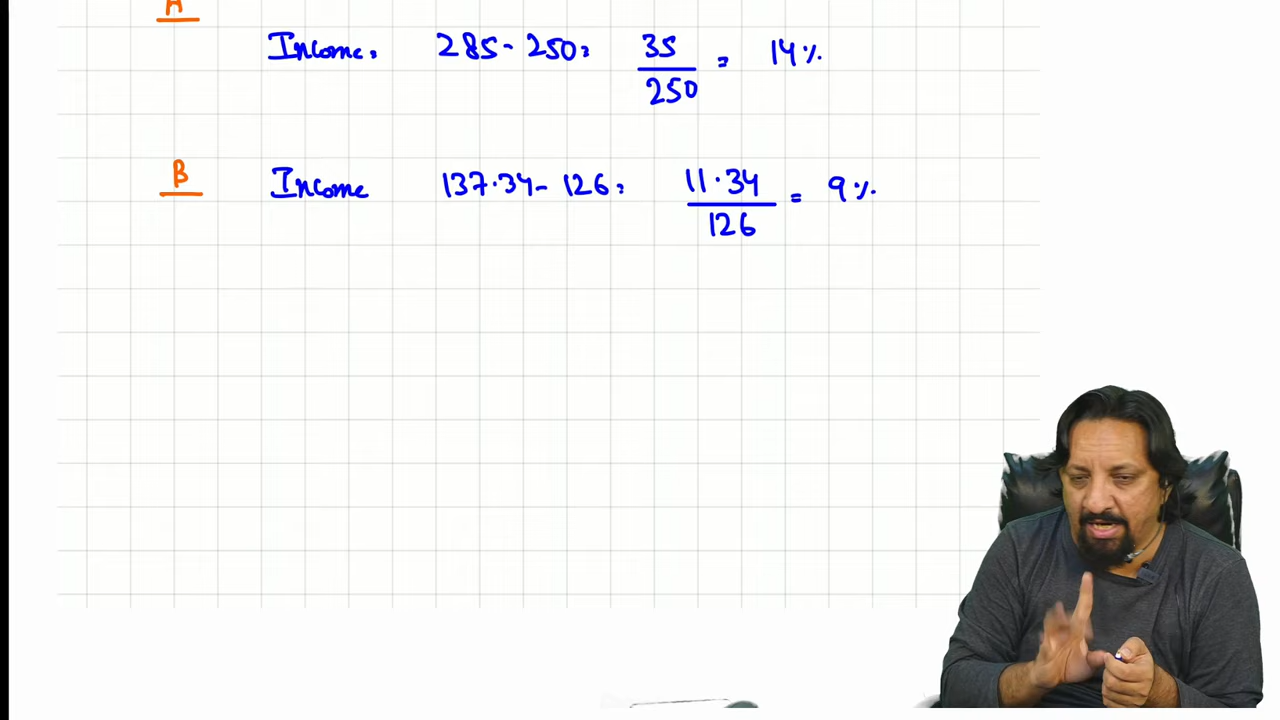 A
Income = 285 - 250 = 35 / 250 = 14%
B Income 137.34 - 126 = 11.34 / 126 = 9%